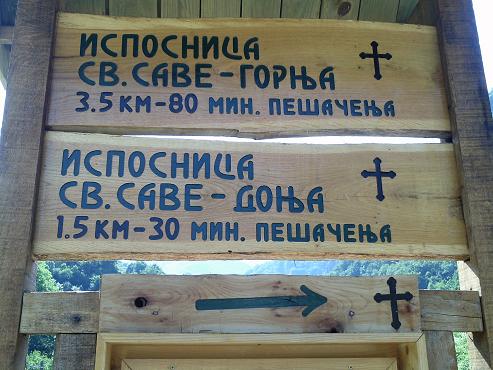 ИСПОСНИЦА
СВ. САВЕ - ГОРЊА
3.5 КМ - 80 МИН. ПЕШАЧЕЊА
ИСПОСНИЦА
СВ. САВЕ - ДОЊА
1.5 КМ - 30 МИН. ПЕШАЧЕЊА